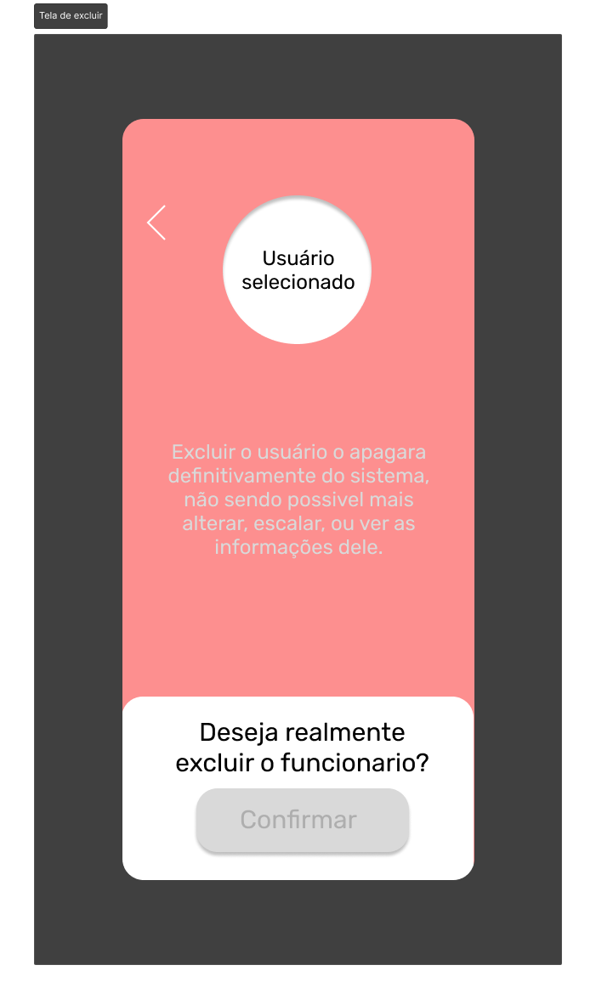 Tela de excluir
Usuário
selecionado
Excluir o usuário o apagara
definitivamente do sistema,
não sendo possivel mais
alterar, escalar, ou ver as
informações dele.
Deseja realmente
excluir o funcionario?
Confirmar